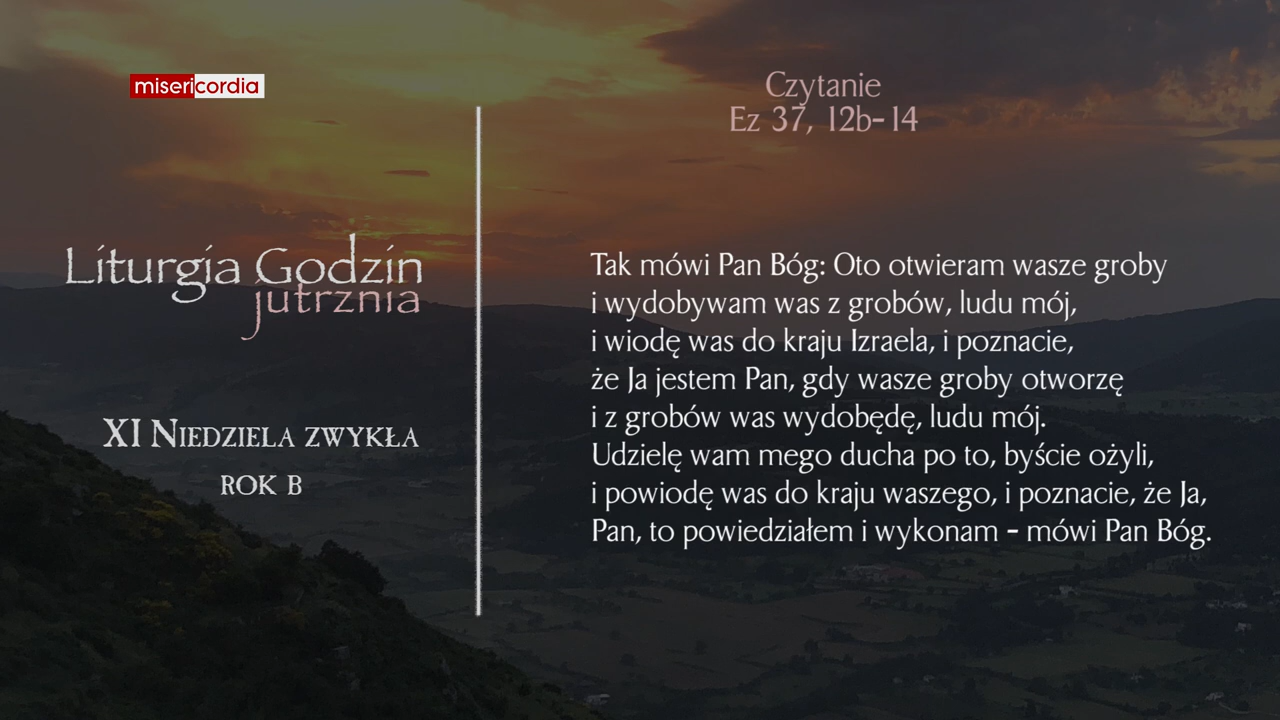 misericordia
Liturgia Godzin
jutrznia
XI Niedziela zwykła
rok B
Czytanie
Ez 37, 12b-14
Tak mówi Pan Bóg: Oto otwieram wasze groby
i wydobywam was z grobów, ludu mój,
i wiodę was do kraju Izraela, i poznacie,
że Ja jestem Pan, gdy wasze groby otworzę
i z grobów was wydobędę, ludu mój.
Udzielę wam mego ducha po to, byście ożyli,
i powiodę was do kraju waszego, i poznacie, że Ja,
Pan, to powiedziałem i wykonam - mówi Pan Bóg.